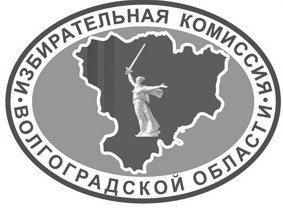 ИЗБИРАТЕЛЬНАЯ КОМИССИЯ
ВОЛГОГРАДСКОЙ ОБЛАСТИ